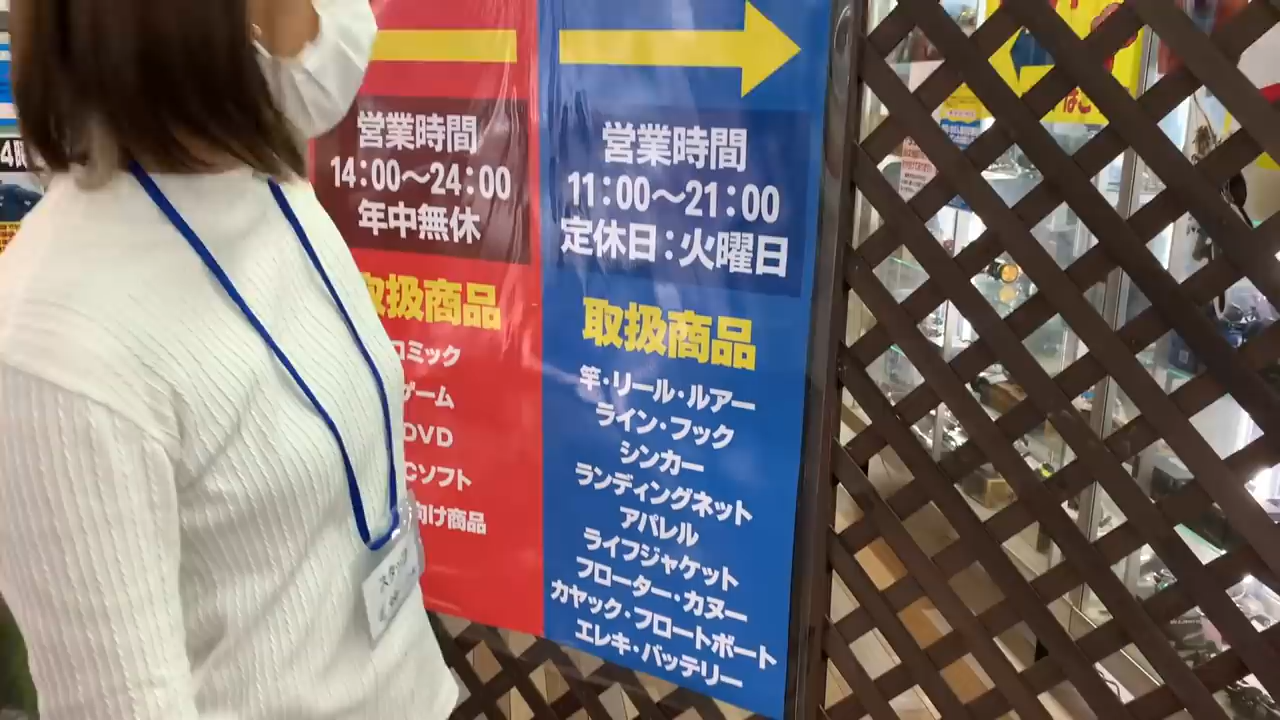 営業時間
14:00～24:00
年中無休
取扱商品
コミック
ゲーム
DVD
Cソフト
向け商品
営業時間
11:00～21:00
定休日：火曜日
取扱商品
竿・リール・ルアー
ライン・フック
シンカー
ランディングネット
アパレル
ライフジャケット
フローター・カヌー
カヤック・フロートボート
エレキ・バッテリー